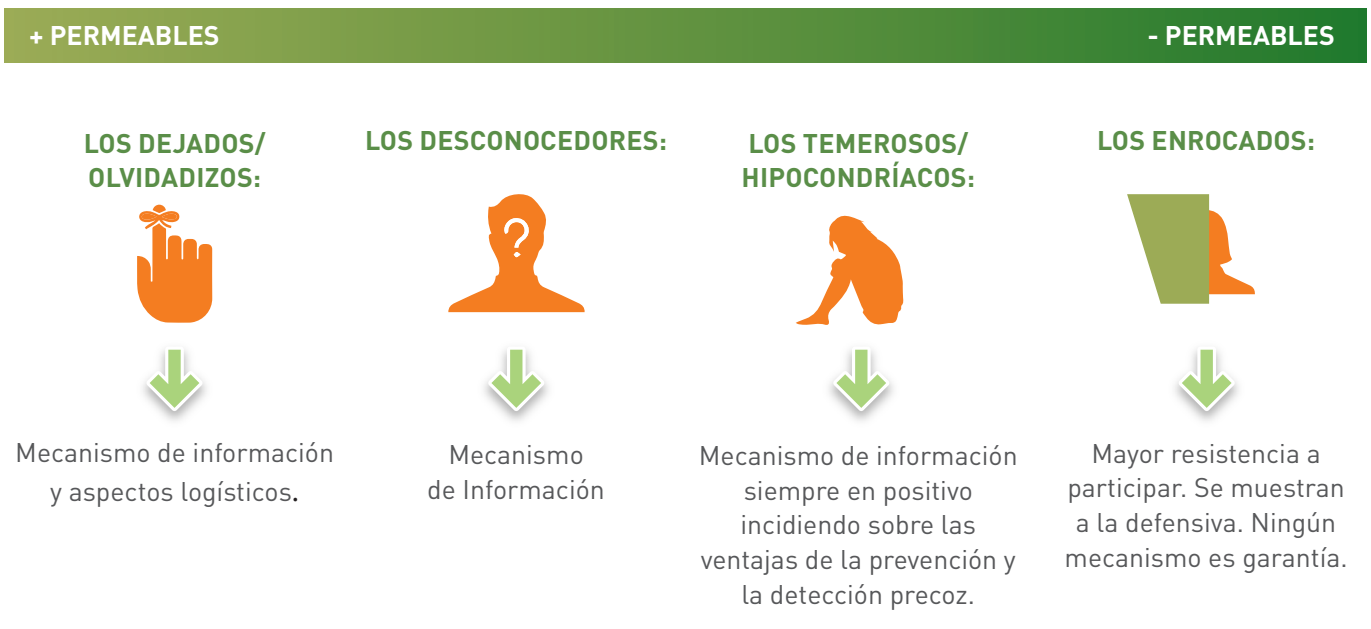 + PERMEABLES
- PERMEABLES
LOS DEJADOS/
OLVIDADIZOS:
Mecanismo de información
y aspectos logísticos.
LOS DESCONOCEDORES:
?
Mecanismo
de Información
LOS TEMEROSOS/
HIPOCONDRÍACOS:
Mecanismo de información
siempre en positivo
incidiendo sobre las
ventajas de la prevención y
la detección precoz.
LOS ENROCADOS:
Mayor resistencia a
participar. Se muestran
a la defensiva. Ningún
mecanismo es garantía.